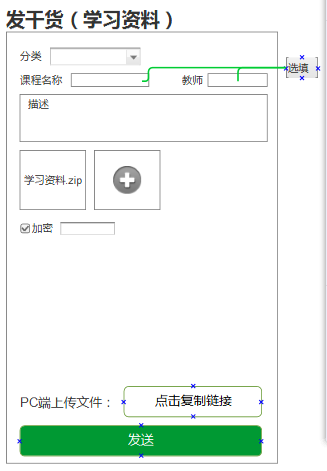 发干货（学习资料）
分类
选填
课程名称 教师
描述
学习资料.zip
加密
PC端上传文件： 点击复制链接
发送